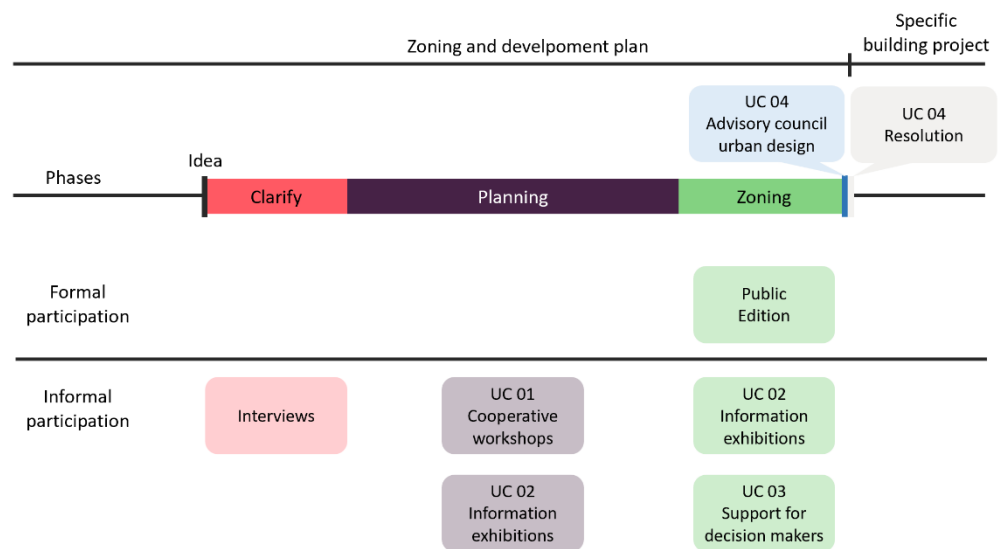 Specific
building project
Zoning and develpoment plan
UC 04
Advisory council
urban design
UC 04
Resolution
Idea
Phases
Clarify
Planning
Zoning
Formal
participation
Public
Edition
Informal
participation
Interviews
UC 01
Cooperative
workshops
UC 02
Information
exhibitions
UC 02
Information
exhibitions
UC 03
Support for
decision makers